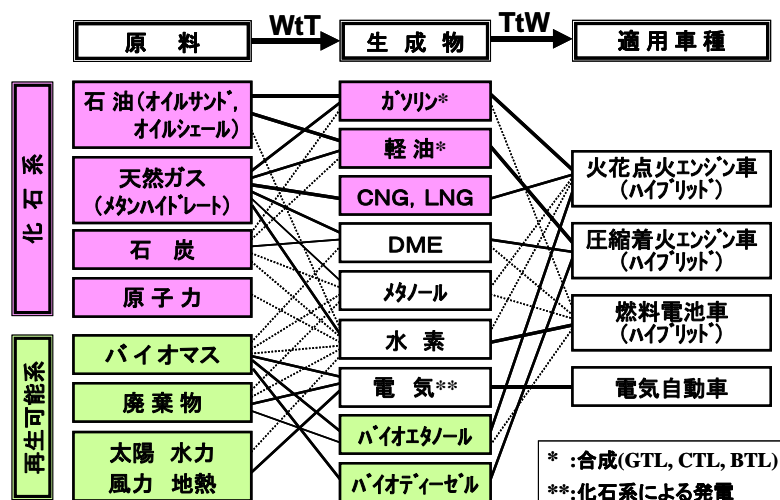 原 料
WtT
生 成 物
TtW
適 用 車 種
化 石 系
石 油(オイルサンド,
オイルシェール)
天然ガス
(メタンハイドレート)
石 炭
原 子 力
再生可能系
バイオマス
廃 棄 物
太陽 水力
風力 地熱
ガソリン*
軽 油*
CNG, LNG
DME
メタノール
水 素
電 気**
バイオエタノール
バイオディーゼル
火花点火エンジン車
(ハイブリッド)
圧縮着火エンジン車
(ハイブリッド)
燃料電池車
(ハイブリッド)
電気自動車
* :合成(GTL, CTL, BTL)
**:化石系による発電